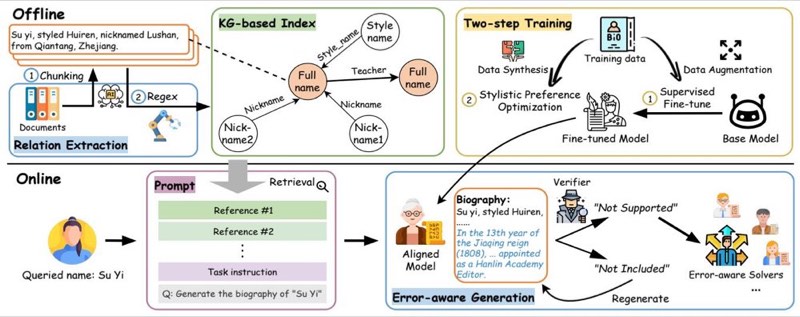 Offline
Su yi, styled Huiren, nicknamed Lushan,
from Qiantang, Zhejiang.
1 Chunking
AI
2 Regex
Documents
Relation Extraction
KG-based Index
Style name
Style_name
Full name
Teacher
Full name
Nickname
Nickname
Nick-name2
Nick-name1
Two-step Training
BIO
Training data
Data Synthesis
Data Augmentation
2 Stylistic Preference
Optimization
1 Supervised
Fine-tune
Fine-tuned Model
Base Model
Online
Queried name: Su Yi
Prompt
Retrieval
Reference #1
Reference #2
⋮
Task instruction
Q: Generate the biography of "Su Yi"
Aligned
Model
Biography:
Su yi, styled Huiren,
......
In the 13th year of
the Jiaqing reign
(1808), ... appointed
as a Hanlin Academy
Editor.
Verifier
"Not Supported"
"Not Included"
Regenerate
Error-aware Solvers
...
Error-aware Generation